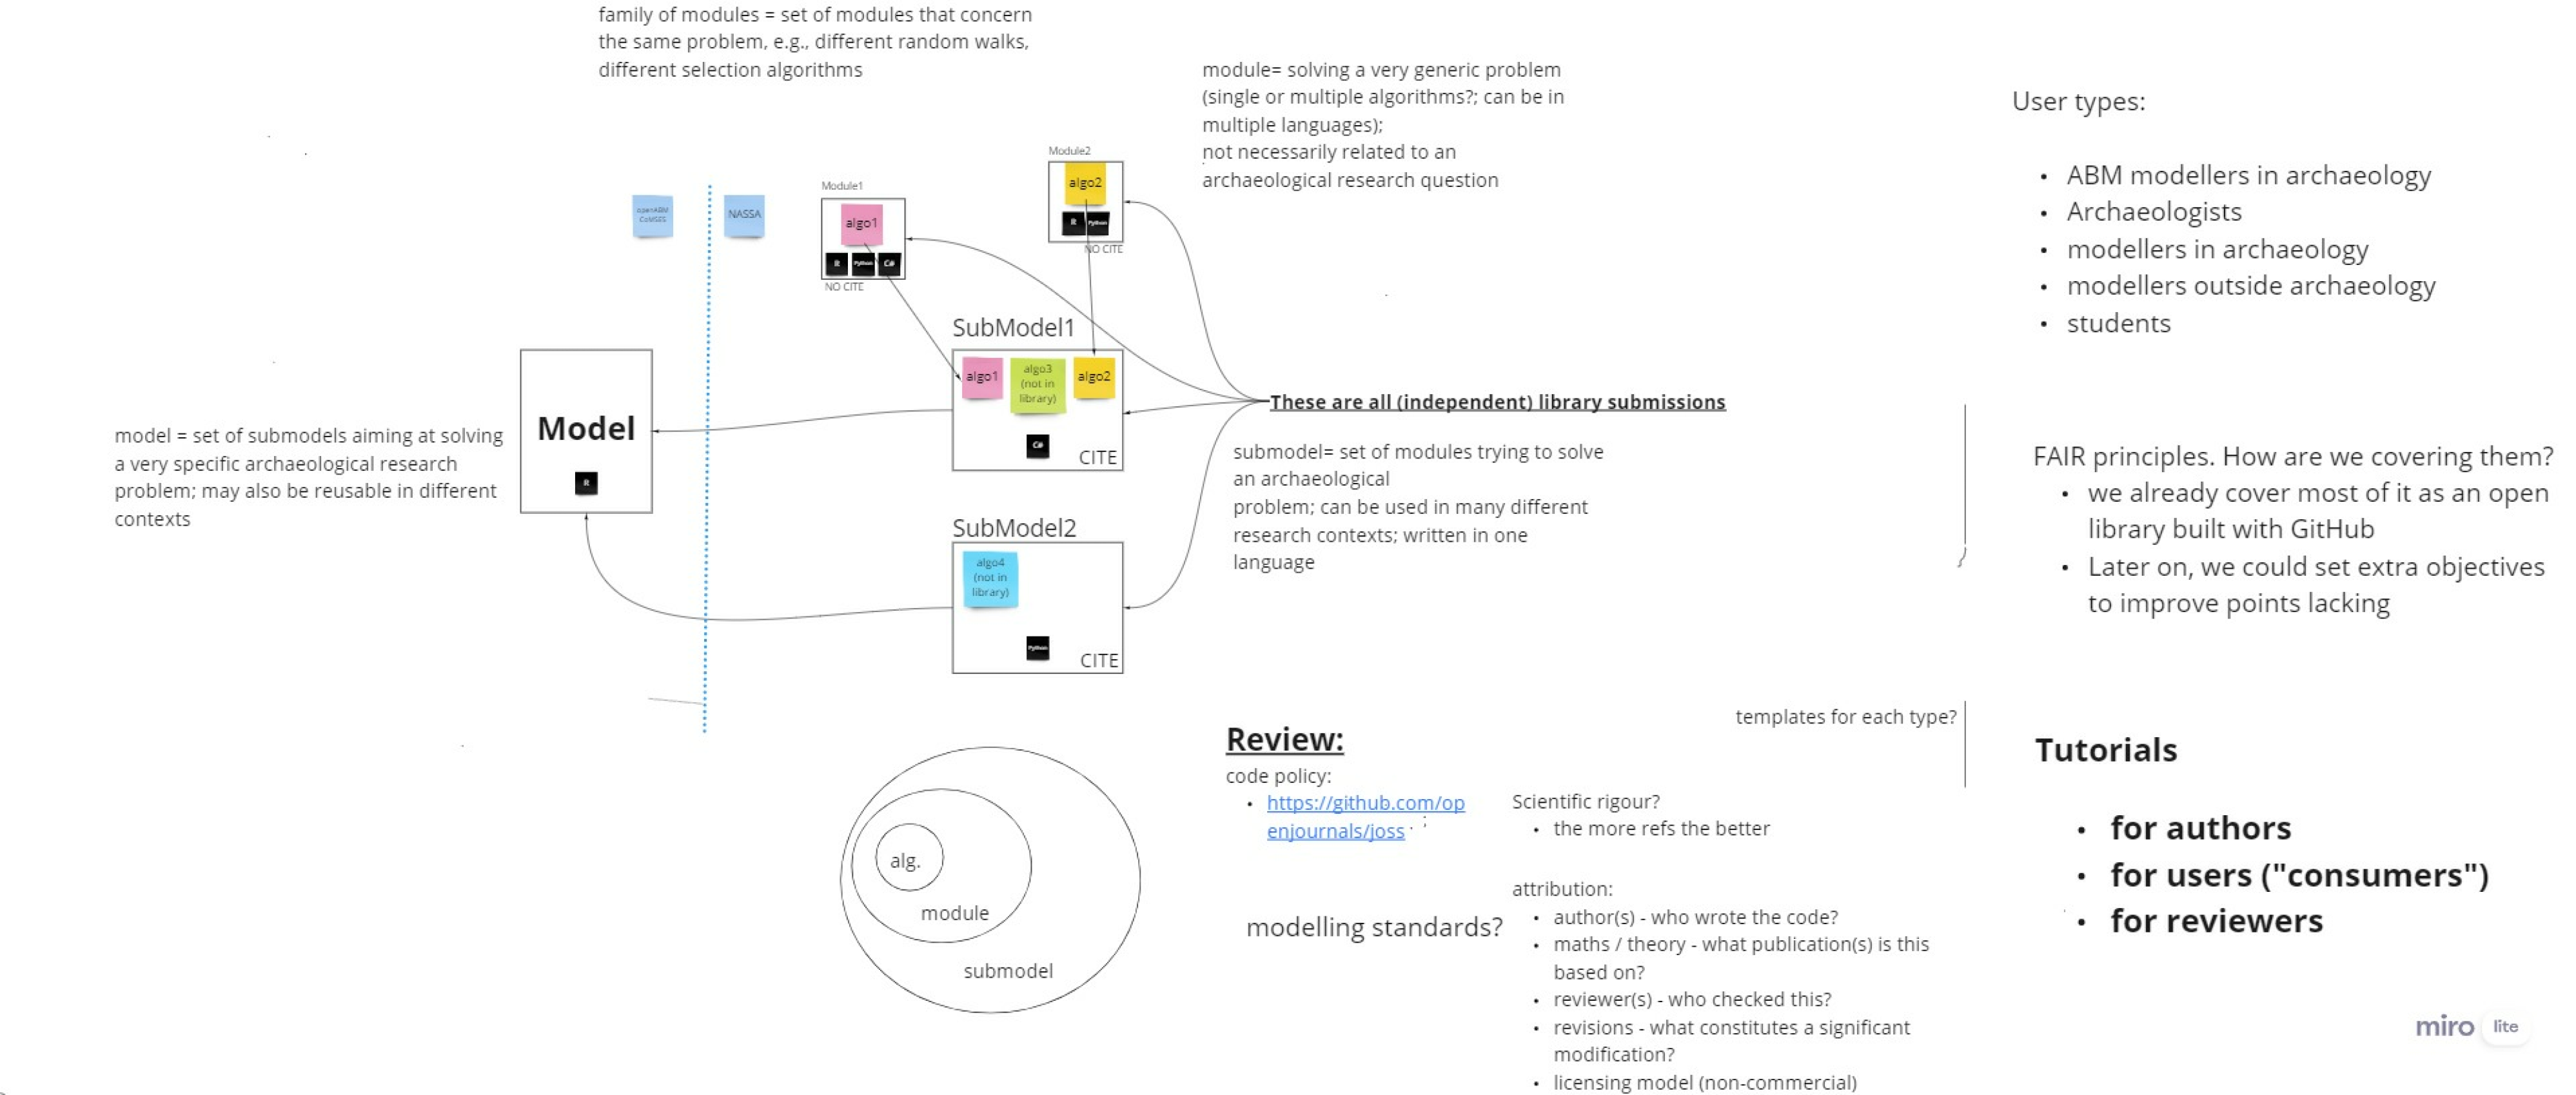 family of modules = set of modules that concern
the same problem, e.g., different random walks,
different selection algorithms
module= solving a very generic problem
(single or multiple algorithms?; can be in
multiple languages);
not necessarily related to an
archaeological research question
openABM
CoMSES
NASSA
Module1
algo1
R
Python
C#
NO CITE
Module2
algo2
R
Python
NO CITE
SubModel1
algo1
algo3
(not in
library)
algo2
C#
CITE
Model
R
model = set of submodels aiming at solving
a very specific archaeological research
problem; may also be reusable in different
contexts
These are all (independent) library submissions
submodel= set of modules trying to solve
an archaeological
problem; can be used in many different
research contexts; written in one
language
SubModel2
algo4
(not in
library)
Python
CITE
alg.
module
submodel
Review:
code policy:
• https://github.com/op
enjournals/joss
modelling standards?
templates for each type?
Scientific rigour?
• the more refs the better
attribution:
• author(s) - who wrote the code?
• maths / theory - what publication(s) is this
based on?
• reviewer(s) - who checked this?
• revisions - what constitutes a significant
modification?
• licensing model (non-commercial)
User types:
• ABM modellers in archaeology
• Archaeologists
• modellers in archaeology
• modellers outside archaeology
• students
FAIR principles. How are we covering them?
• we already cover most of it as an open
library built with GitHub
• Later on, we could set extra objectives
to improve points lacking
Tutorials
• for authors
• for users ("consumers")
• for reviewers
miro lite